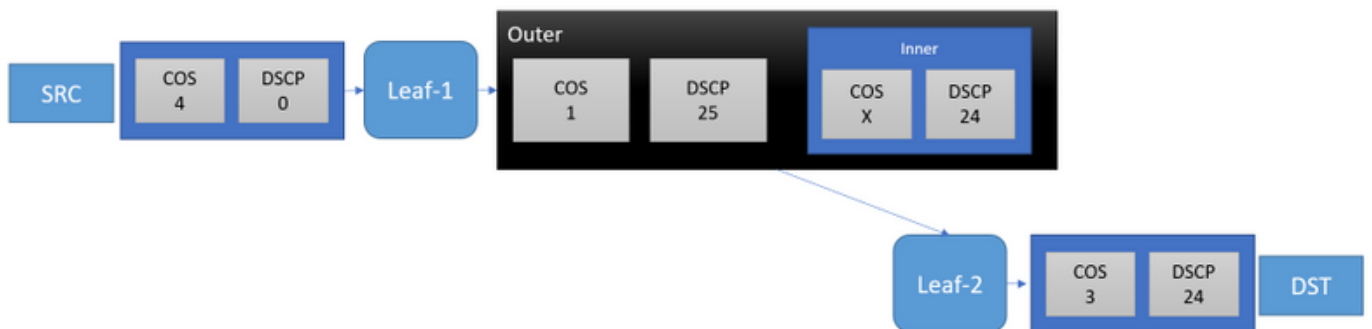 SRC
COS
4
DSCP
0
Leaf-1
Outer
COS
1
DSCP
25
Inner
COS
X
DSCP
24
Leaf-2
COS
3
DSCP
24
DST